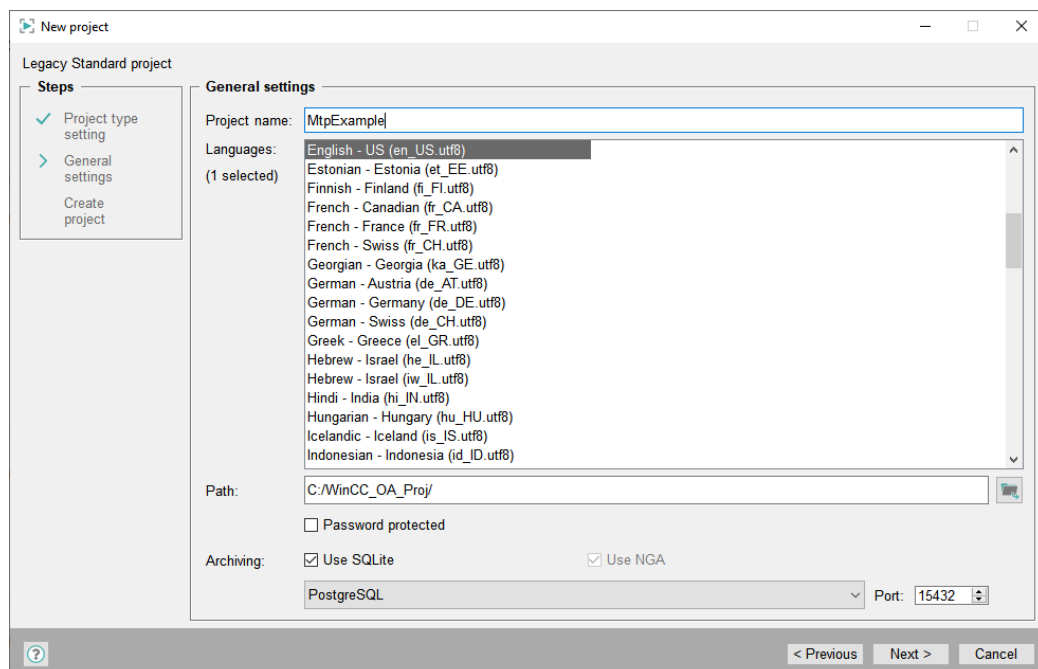 New project
Legacy Standard project
Steps
Project type
setting
General
settings
Create
project
General settings
Project name: MtpExample
Languages:
(1 selected)
English - US (en_US.utf8)
Estonian - Estonia (et_EE.utf8)
Finnish - Finland (fi_FI.utf8)
French - Canadian (fr_CA.utf8)
French - France (fr_FR.utf8)
French - Swiss (fr_CH.utf8)
Georgian - Georgia (ka_GE.utf8)
German - Austria (de_AT.utf8)
German - Germany (de_DE.utf8)
German - Swiss (de_CH.utf8)
Greek - Greece (el_GR.utf8)
Hebrew - Israel (he_IL.utf8)
Hebrew - Israel (iw_IL.utf8)
Hindi - India (hi_IN.utf8)
Hungarian - Hungary (hu_HU.utf8)
Icelandic - Iceland (is_IS.utf8)
Indonesian - Indonesia (id_ID.utf8)
Path: C:/WinCC_OA_Proj/
Password protected
Archiving: Use SQLite Use NGA
PostgreSQL Port: 15432
? < Previous Next > Cancel